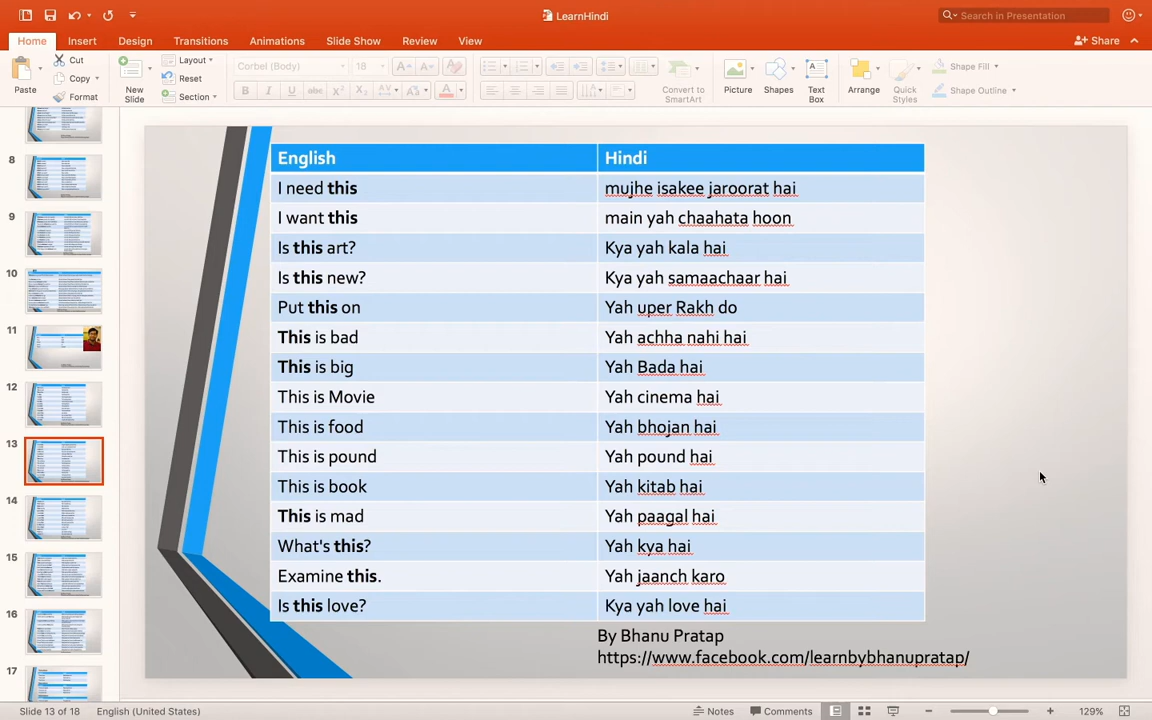 LearnHindi
Search in Presentation
Home Insert Design Transitions Animations Slide Show Review View
Share
Paste
Cut
Copy
Format
New Slide
Layout
Reset
Section
Corbel (Body) 18
Convert to SmartArt
Picture
Shapes
Text Box
Arrange
Quick Styles
Shape Fill
Shape Outline
8
9
10
11
12
13
14
15
16
17
English Hindi
I need this mujhe isakee jaroorat hai
I want this main yah chaahata hoon
Is this art? Kya yah kala hai
Is this new? Kya yah samaachaar hai
Put this on Yah uper Rakh do
This is bad Yah achha nahi hai
This is big Yah Bada hai
This is Movie Yah cinema hai
This is food Yah bhojan hai
This is pound Yah pound hai
This is book Yah kitab hai
This is mad Yah paagal hai
What's this? Yah kya hai
Examine this. Yah jaanch karo
Is this love? Kya yah love hai
By Bhanu Pratap
https://www.facebook.com/learnbybhanupratap/
Slide 13 of 18 English (United States) Notes Comments 129%